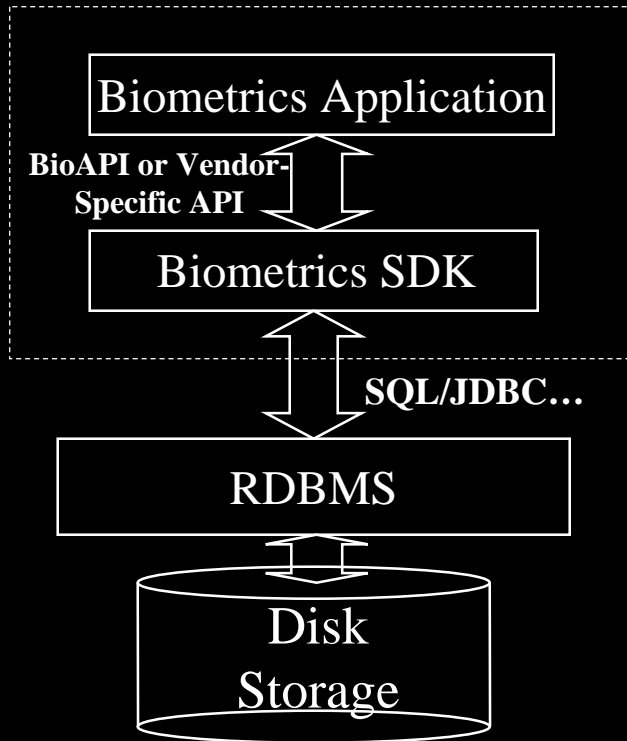 Biometrics Application
BioAPI or Vendor-
Specific API
Biometrics SDK
SQL/JDBC...
RDBMS
Disk
Storage